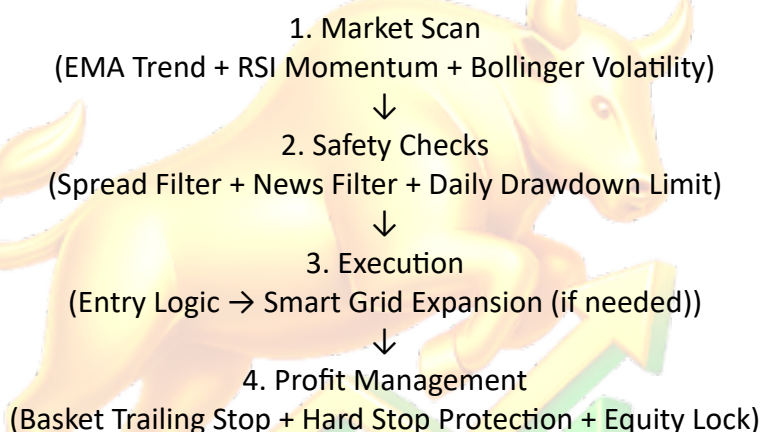 1. Market Scan
(EMA Trend + RSI Momentum + Bollinger Volatility)
↓
2. Safety Checks
(Spread Filter + News Filter + Daily Drawdown Limit)
↓
3. Execution
(Entry Logic → Smart Grid Expansion (if needed))
↓
4. Profit Management
(Basket Trailing Stop + Hard Stop Protection + Equity Lock)